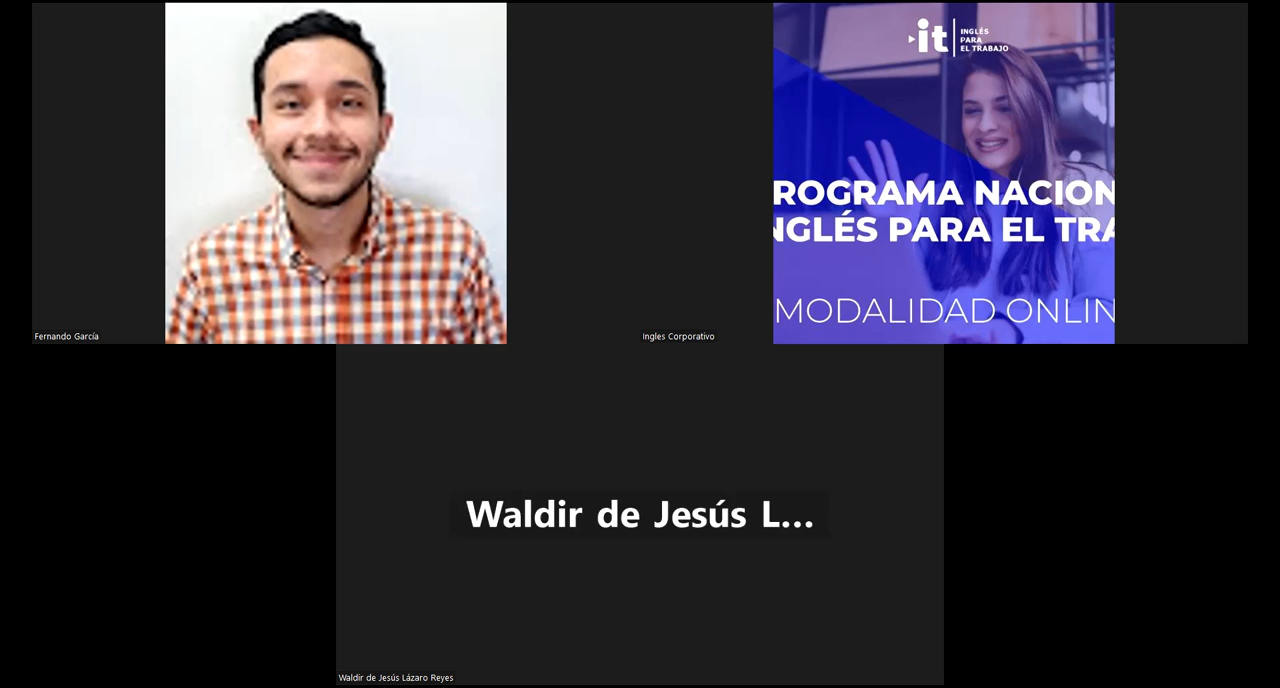 it
INGLÉS
PARA
EL TRABAJO
ROGRAMA NACION
NGLÉS PARA EL TRA
MODALIDAD ONLIN
Fernando García
Ingles Corporativo
Waldir de Jesús L...
Waldir de Jesús Lázaro Reyes